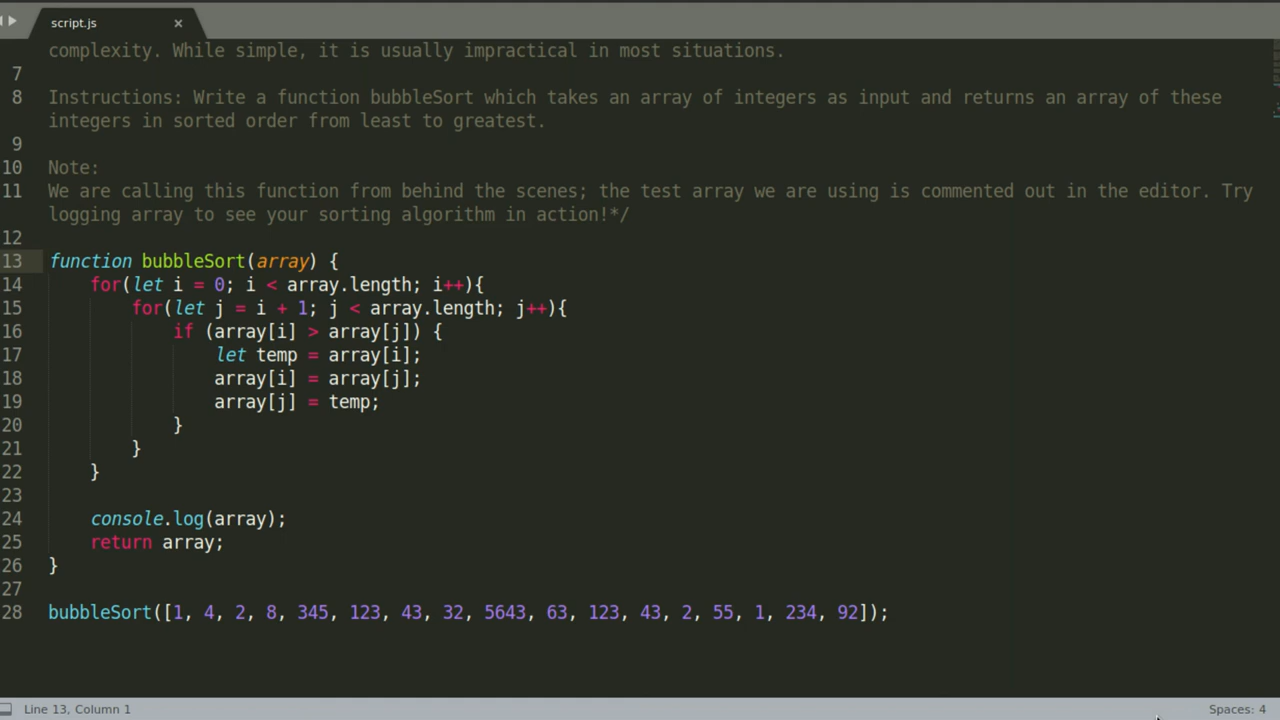 script.js ×
complexity. While simple, it is usually impractical in most situations.
7
8 Instructions: Write a function bubbleSort which takes an array of integers as input and returns an array of these
integers in sorted order from least to greatest.
9
10 Note:
11 We are calling this function from behind the scenes; the test array we are using is commented out in the editor. Try
logging array to see your sorting algorithm in action!*/
12
13 function bubbleSort(array) {
14     for(let i = 0; i < array.length; i++){
15         for(let j = i + 1; j < array.length; j++){
16             if (array[i] > array[j]) {
17                 let temp = array[i];
18                 array[i] = array[j];
19                 array[j] = temp;
20             }
21         }
22     }
23
24     console.log(array);
25     return array;
26 }
27
28 bubbleSort([1, 4, 2, 8, 345, 123, 43, 32, 5643, 63, 123, 43, 2, 55, 1, 234, 92]);
Line 13, Column 1 Spaces: 4